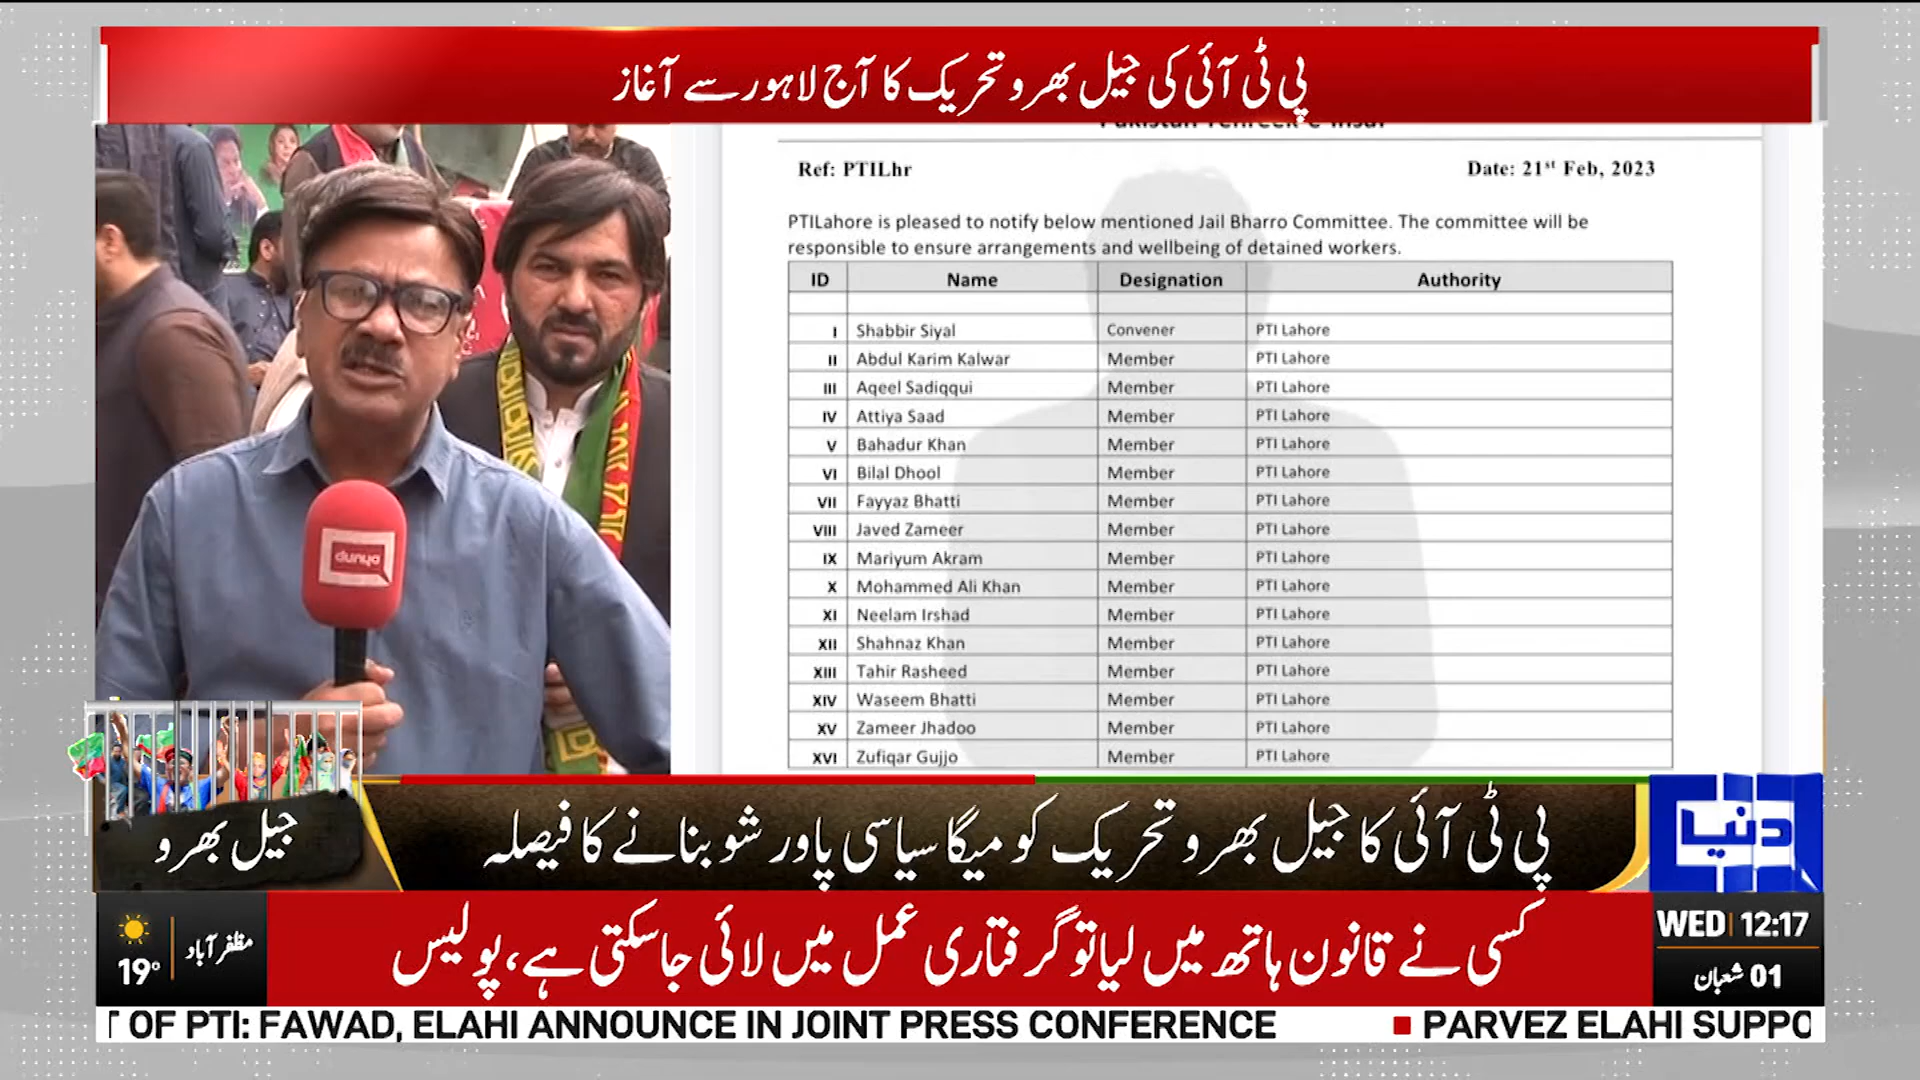 پی ٹی آئی کی جیل بھرو تحریک کا آج لاہور سے آغاز
Pakistan Tehreek-e-Insaf
Ref: PTILhr Date: 21st Feb, 2023
PTILahore is pleased to notify below mentioned Jail Bharro Committee. The committee will be
responsible to ensure arrangements and wellbeing of detained workers.
ID Name Designation Authority
I Shabbir Siyal Convener PTI Lahore
II Abdul Karim Kalwar Member PTI Lahore
III Aqeel Sadiqqui Member PTI Lahore
IV Attiya Saad Member PTI Lahore
V Bahadur Khan Member PTI Lahore
VI Bilal Dhool Member PTI Lahore
VII Fayyaz Bhatti Member PTI Lahore
VIII Javed Zameer Member PTI Lahore
IX Mariyum Akram Member PTI Lahore
X Mohammed Ali Khan Member PTI Lahore
XI Neelam Irshad Member PTI Lahore
XII Shahnaz Khan Member PTI Lahore
XIII Tahir Rasheed Member PTI Lahore
XIV Waseem Bhatti Member PTI Lahore
XV Zameer Jhadoo Member PTI Lahore
XVI Zufiqar Gujjo Member PTI Lahore
dunya
جیل بھرو
پی ٹی آئی کا جیل بھرو تحریک کو میگا سیاسی پاور شو بنانے کا فیصلہ
دنیا
کسی نے قانون ہاتھ میں لیا تو گرفتاری عمل میں لائی جاسکتی ہے، پولیس
19° مظفر آباد
WED 12:17
01 شعبان
OF PTI: FAWAD, ELAHI ANNOUNCE IN JOINT PRESS CONFERENCE PARVEZ ELAHI SUPPO